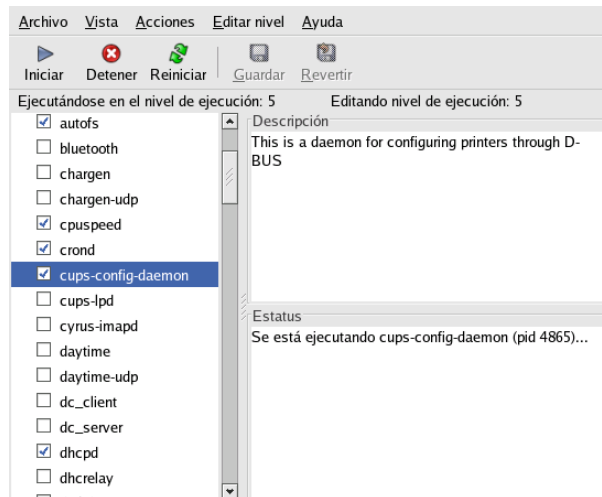 Archivo Vista Acciones Editar nivel Ayuda
Iniciar Detener Reiniciar Guardar Revertir
Ejecutándose en el nivel de ejecución: 5 Editando nivel de ejecución: 5
autofs
bluetooth
chargen
chargen-udp
cpuspeed
crond
cups-config-daemon
cups-lpd
cyrus-imapd
daytime
daytime-udp
dc_client
dc_server
dhcpd
dhcrelay
Descripción
This is a daemon for configuring printers through D-
BUS
Estatus
Se está ejecutando cups-config-daemon (pid 4865)...